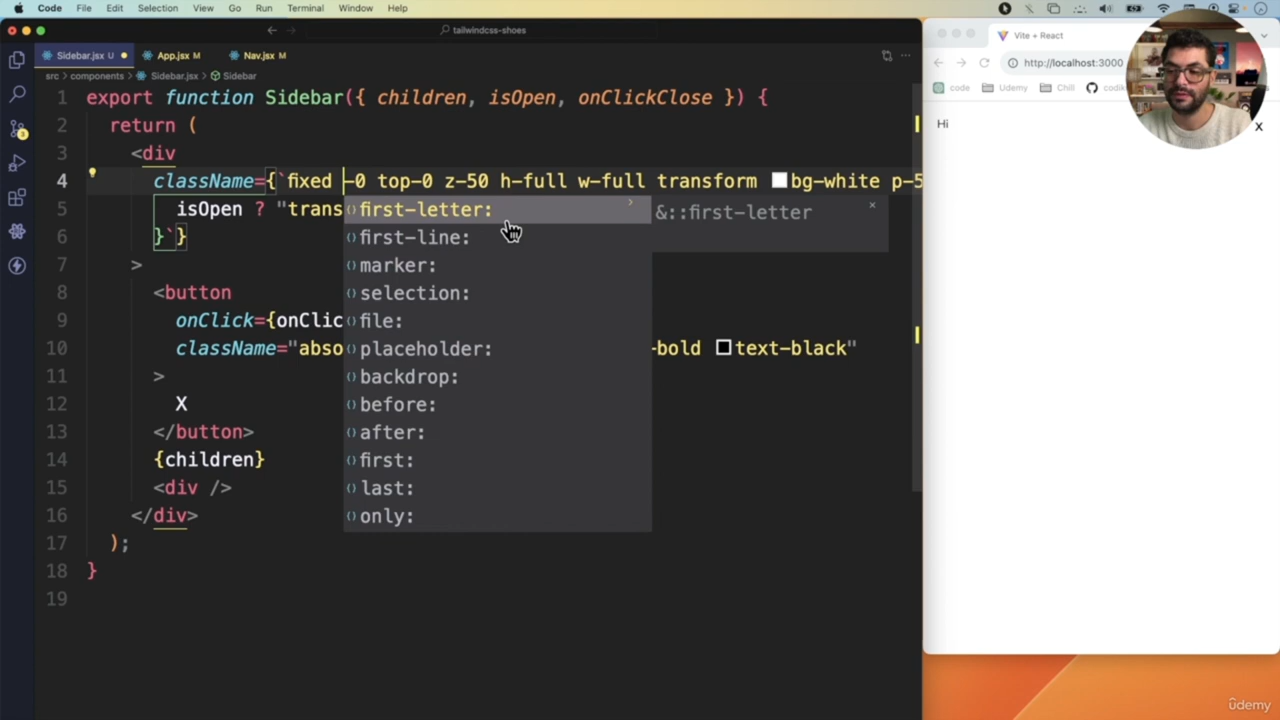 Code File Edit Selection View Go Run Terminal Window Help
tailwindcss-shoes
Sidebar.jsx U App.jsx M Nav.jsx M
src > components > Sidebar.jsx > Sidebar
1 export function Sidebar({ children, isOpen, onClickClose }) {
2 return (
3 <div
4 className={`fixed -0 top-0 z-50 h-full w-full transform bg-white p-5
5 isOpen ? "trans
6 }`}
7 >
8 <button
9 onClick={onClic
10 className="abso -bold text-black"
11 >
12 X
13 </button>
14 {children}
15 <div />
16 </div>
17 );
18 }
19
first-letter:
first-line:
marker:
selection:
file:
placeholder:
backdrop:
before:
after:
first:
last:
only:
&::first-letter
Vite + React
http://localhost:3000
code Udemy Chill
Hi
X
ûdemy